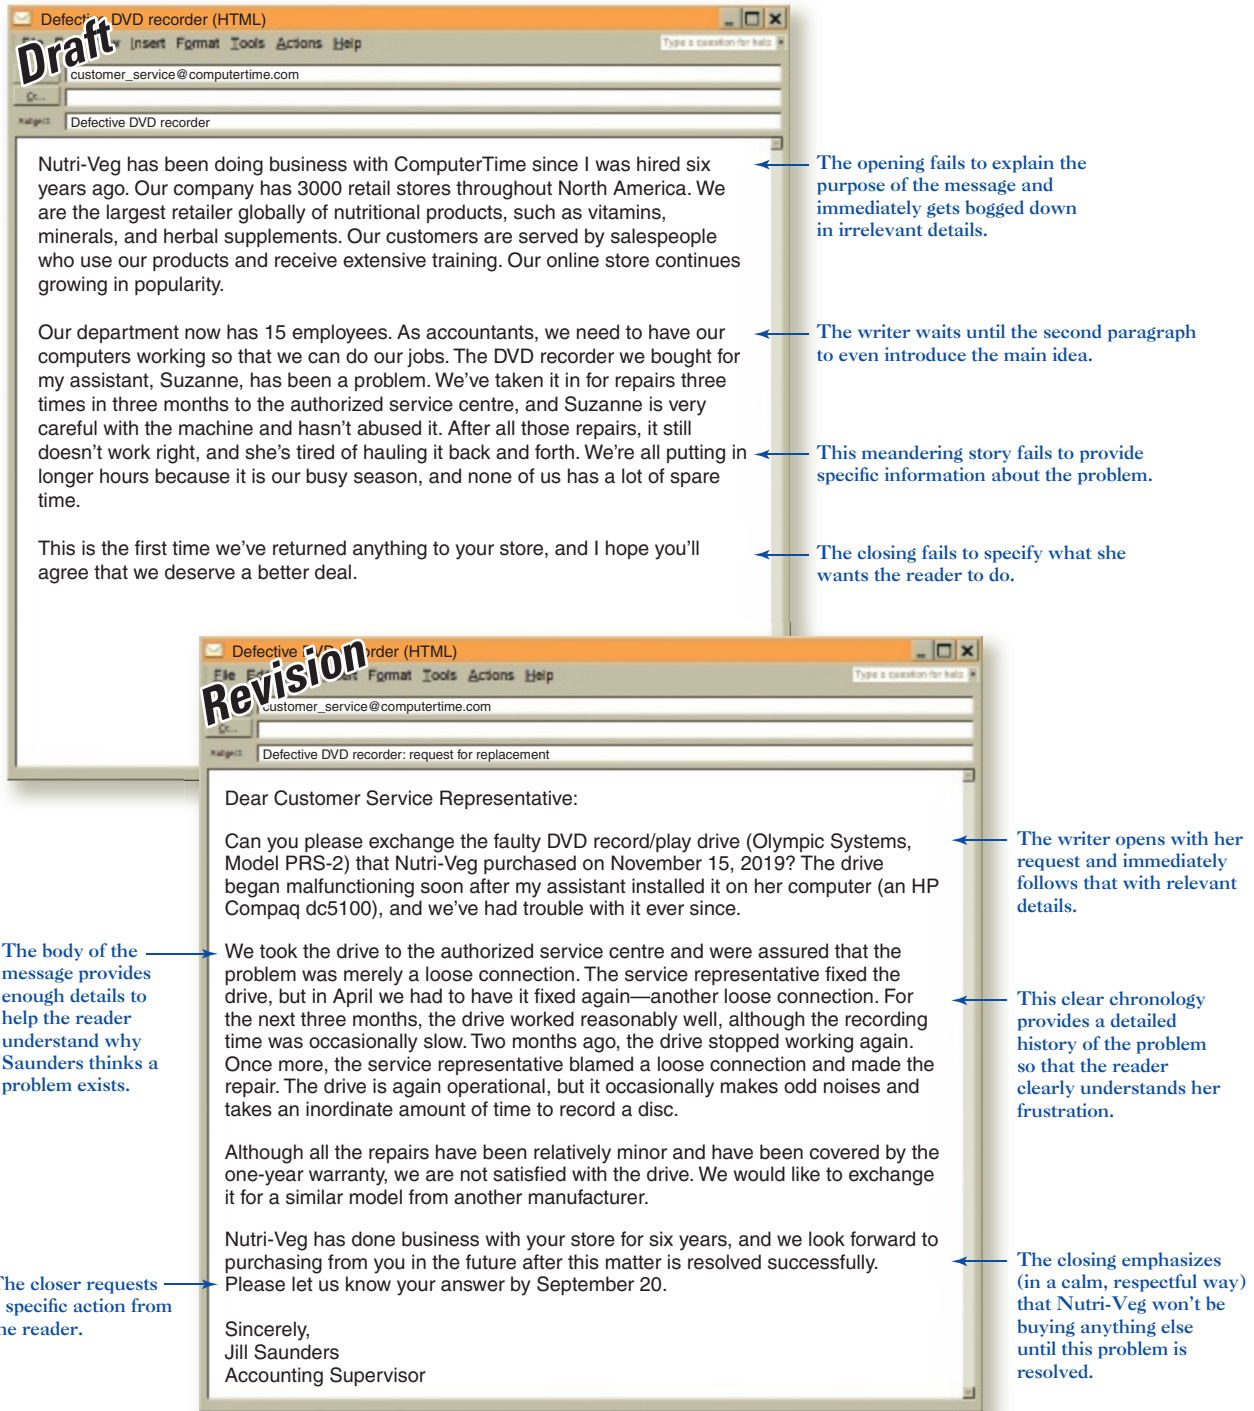 Defective DVD recorder (HTML)
Draft
Insert Format Tools Actions Help
Type a question for help
customer_service@computertime.com
Cc...
Subject:
Defective DVD recorder
Nutri-Veg has been doing business with ComputerTime since I was hired six
years ago. Our company has 3000 retail stores throughout North America. We
are the largest retailer globally of nutritional products, such as vitamins,
minerals, and herbal supplements. Our customers are served by salespeople
who use our products and receive extensive training. Our online store continues
growing in popularity.
Our department now has 15 employees. As accountants, we need to have our
computers working so that we can do our jobs. The DVD recorder we bought for
my assistant, Suzanne, has been a problem. We've taken it in for repairs three
times in three months to the authorized service centre, and Suzanne is very
careful with the machine and hasn't abused it. After all those repairs, it still
doesn't work right, and she's tired of hauling it back and forth. We're all putting in
longer hours because it is our busy season, and none of us has a lot of spare
time.
This is the first time we've returned anything to your store, and I hope you'll
agree that we deserve a better deal.
The opening fails to explain the
purpose of the message and
immediately gets bogged down
in irrelevant details.
The writer waits until the second paragraph
to even introduce the main idea.
This meandering story fails to provide
specific information about the problem.
The closing fails to specify what she
wants the reader to do.
Defective DVD recorder (HTML)
Revision
File Format Tools Actions Help
Type a question for help
customer_service@computertime.com
Cc...
Subject:
Defective DVD recorder: request for replacement
Dear Customer Service Representative:
Can you please exchange the faulty DVD record/play drive (Olympic Systems,
Model PRS-2) that Nutri-Veg purchased on November 15, 2019? The drive
began malfunctioning soon after my assistant installed it on her computer (an HP
Compaq dc5100), and we've had trouble with it ever since.
We took the drive to the authorized service centre and were assured that the
problem was merely a loose connection. The service representative fixed the
drive, but in April we had to have it fixed again—another loose connection. For
the next three months, the drive worked reasonably well, although the recording
time was occasionally slow. Two months ago, the drive stopped working again.
Once more, the service representative blamed a loose connection and made the
repair. The drive is again operational, but it occasionally makes odd noises and
takes an inordinate amount of time to record a disc.
Although all the repairs have been relatively minor and have been covered by the
one-year warranty, we are not satisfied with the drive. We would like to exchange
it for a similar model from another manufacturer.
Nutri-Veg has done business with your store for six years, and we look forward to
purchasing from you in the future after this matter is resolved successfully.
Please let us know your answer by September 20.
Sincerely,
Jill Saunders
Accounting Supervisor
The body of the
message provides
enough details to
help the reader
understand why
Saunders thinks a
problem exists.
The closer requests
specific action from
the reader.
The writer opens with her
request and immediately
follows that with relevant
details.
This clear chronology
provides a detailed
history of the problem
so that the reader
clearly understands her
frustration.
The closing emphasizes
(in a calm, respectful way)
that Nutri-Veg won't be
buying anything else
until this problem is
resolved.